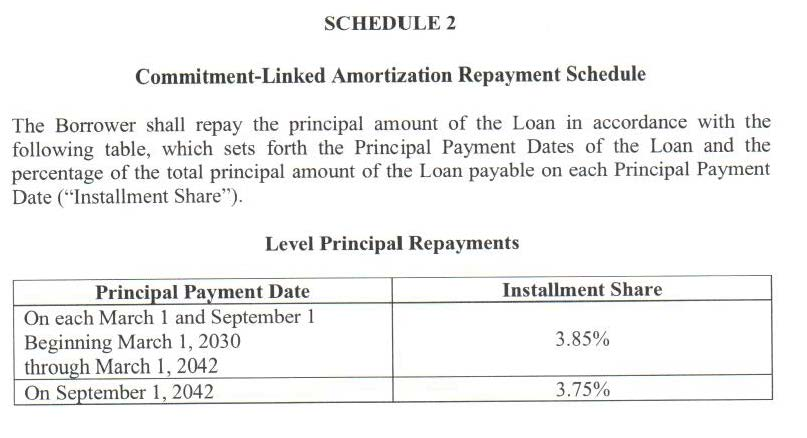 SCHEDULE 2
Commitment-Linked Amortization Repayment Schedule
The Borrower shall repay the principal amount of the Loan in accordance with the
following table, which sets forth the Principal Payment Dates of the Loan and the
percentage of the total principal amount of the Loan payable on each Principal Payment
Date (“Installment Share”).
Level Principal Repayments
Principal Payment Date Installment Share
On each March 1 and September 1
Beginning March 1, 2030
through March 1, 2042
3.85%
On September 1, 2042 3.75%